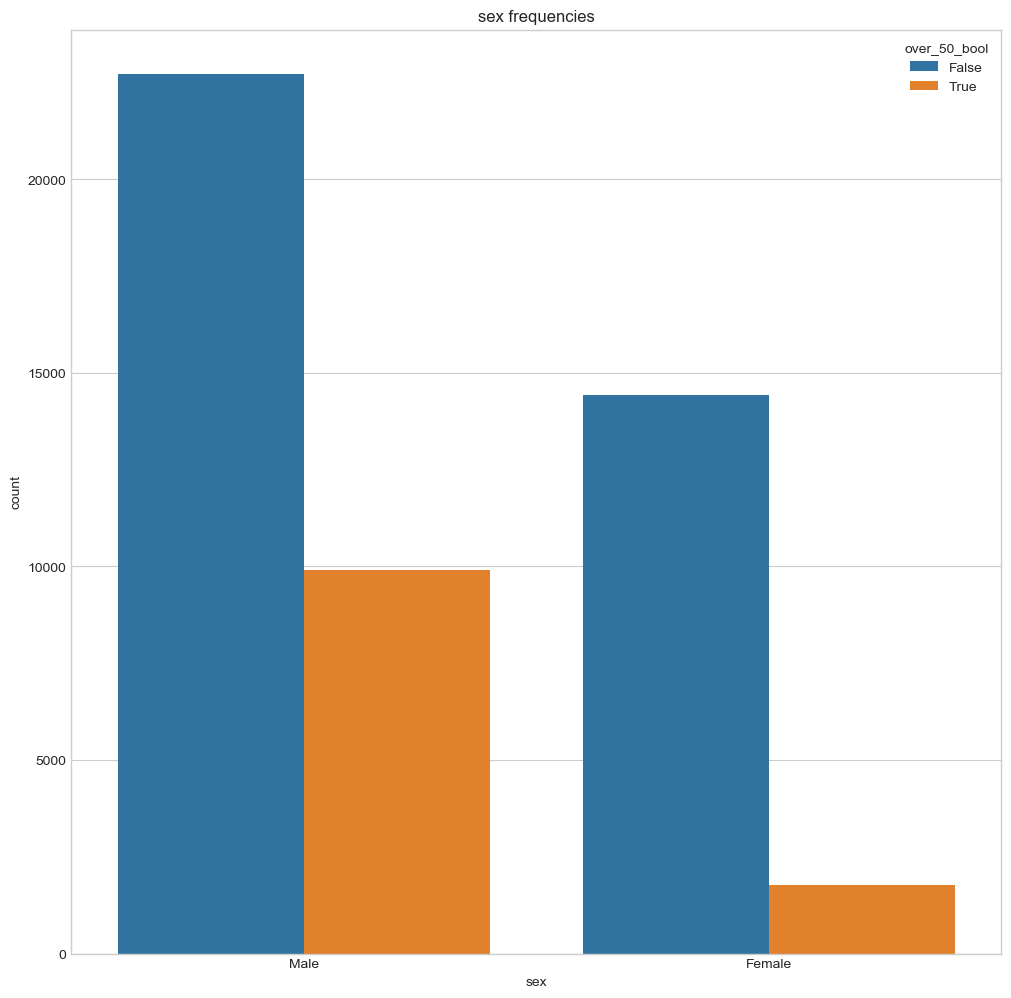 sex frequencies
over_50_bool
False
True
20000
15000
10000
5000
0
count
Male
Female
sex